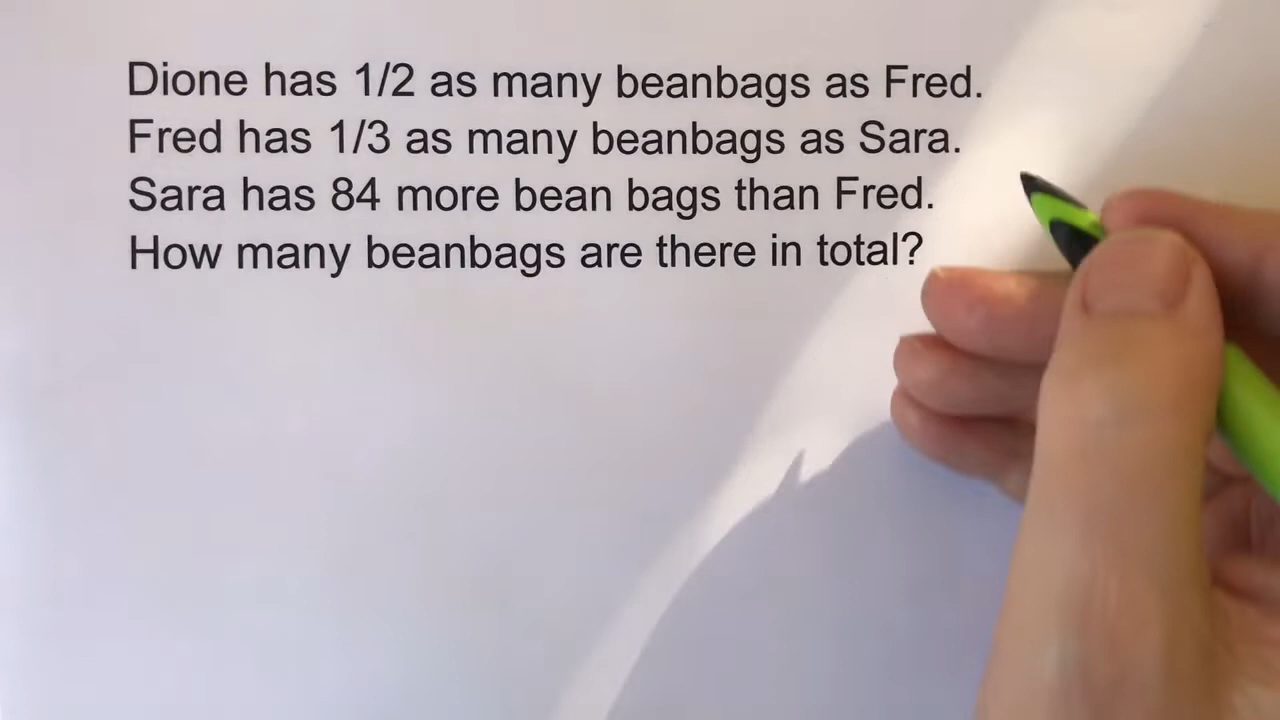 Dione has 1/2 as many beanbags as Fred.
Fred has 1/3 as many beanbags as Sara.
Sara has 84 more bean bags than Fred.
How many beanbags are there in total?